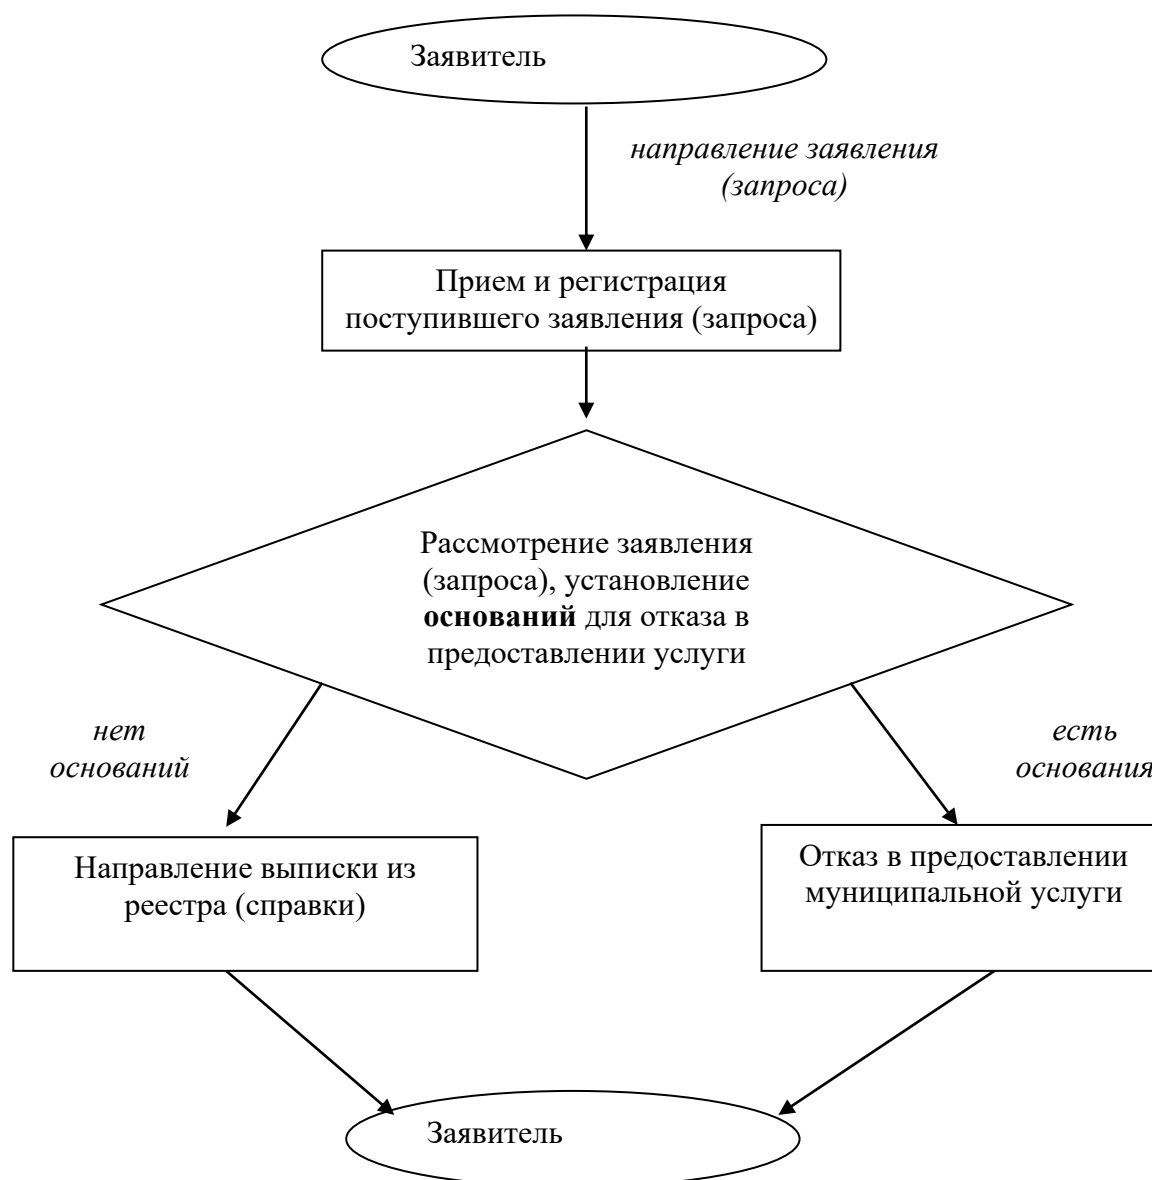 Заявитель
направление заявления
(запроса)
Прием и регистрация
поступившего заявления (запроса)
Рассмотрение заявления
(запроса), установление
оснований для отказа в
предоставлении услуги
нет
оснований
есть
основания
Направление выписки из
реестра (справки)
Отказ в предоставлении
муниципальной услуги
Заявитель